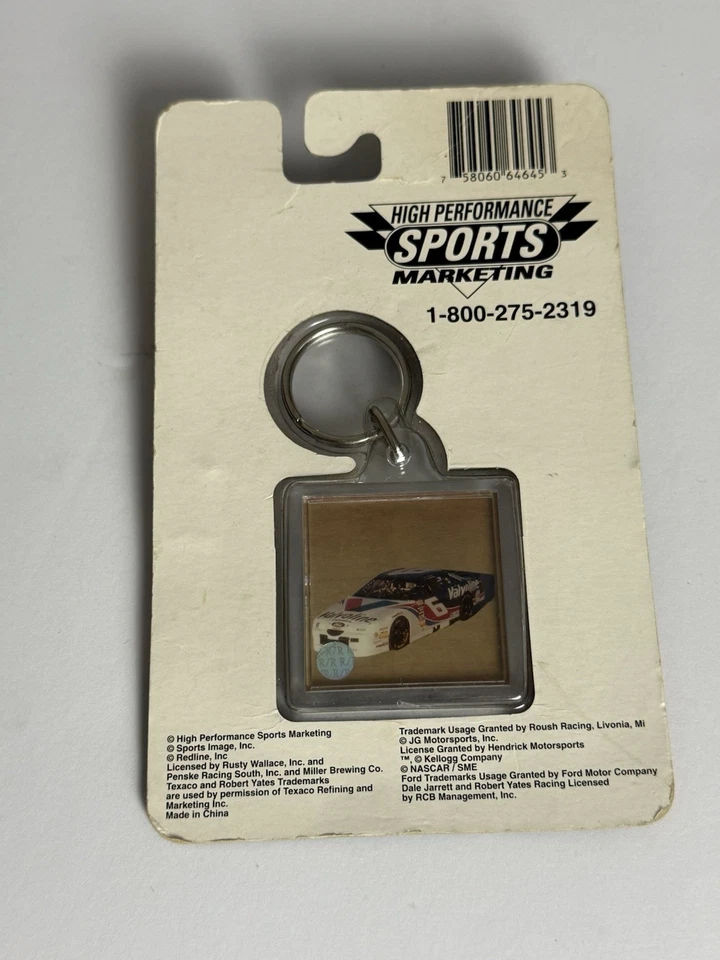 7 58060 64645 3
HIGH PERFORMANCE
SPORTS
MARKETING
1-800-275-2319
Valvoline
6
Valvoline
R/R R/
© High Performance Sports Marketing
© Sports Image, Inc.
© Redline, Inc
Licensed by Rusty Wallace, Inc. and
Penske Racing South, Inc. and Miller Brewing Co.
Texaco and Robert Yates Trademarks
are used by permission of Texaco Refining and
Marketing Inc.
Made in China
Trademark Usage Granted by Roush Racing, Livonia, Mi
© JG Motorsports, Inc.
License Granted by Hendrick Motorsports
™, © Kellogg Company
© NASCAR / SME
Ford Trademarks Usage Granted by Ford Motor Company
Dale Jarrett and Robert Yates Racing Licensed
by RCB Management, Inc.